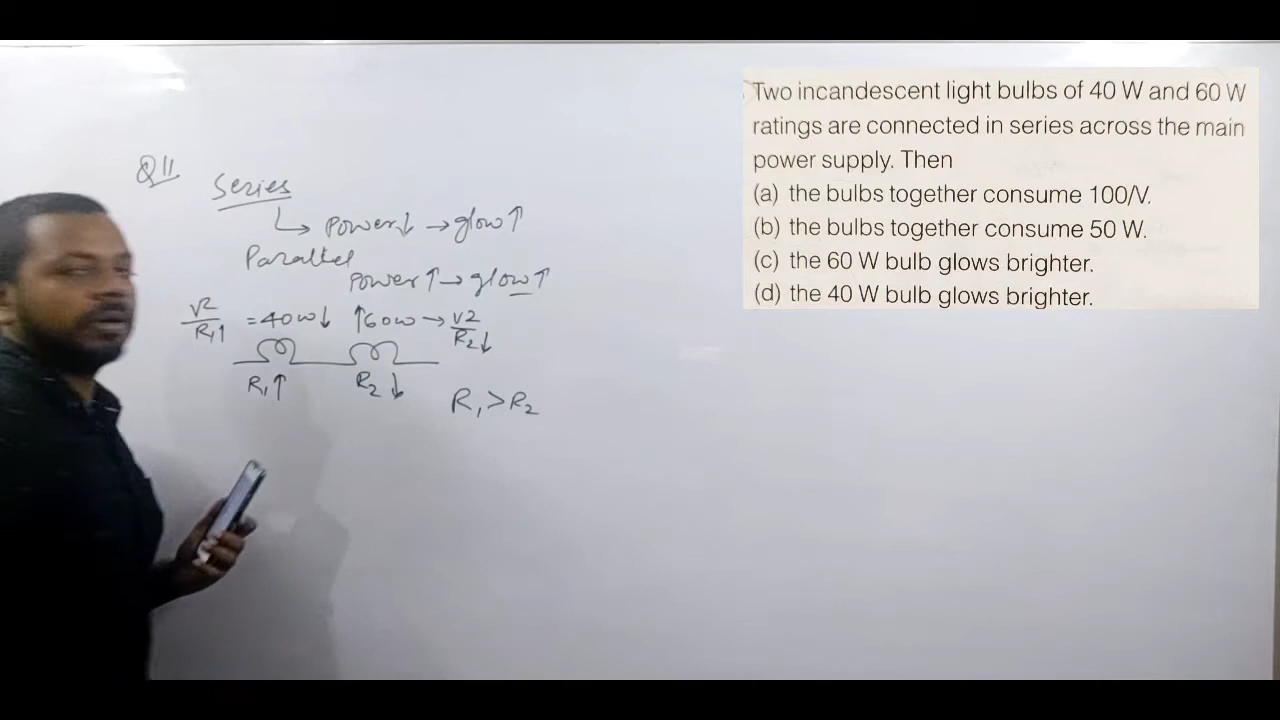 Q11.
Series
↳ Power↓ → glow↑
Parallel
Power↑ → glow↑
V2/R1↑ = 40w↓ ↑60w → V2/R2↓
R1↑ R2↓ R1 > R2
Two incandescent light bulbs of 40 W and 60 W
ratings are connected in series across the main
power supply. Then
(a) the bulbs together consume 100/V.
(b) the bulbs together consume 50 W.
(c) the 60 W bulb glows brighter.
(d) the 40 W bulb glows brighter.